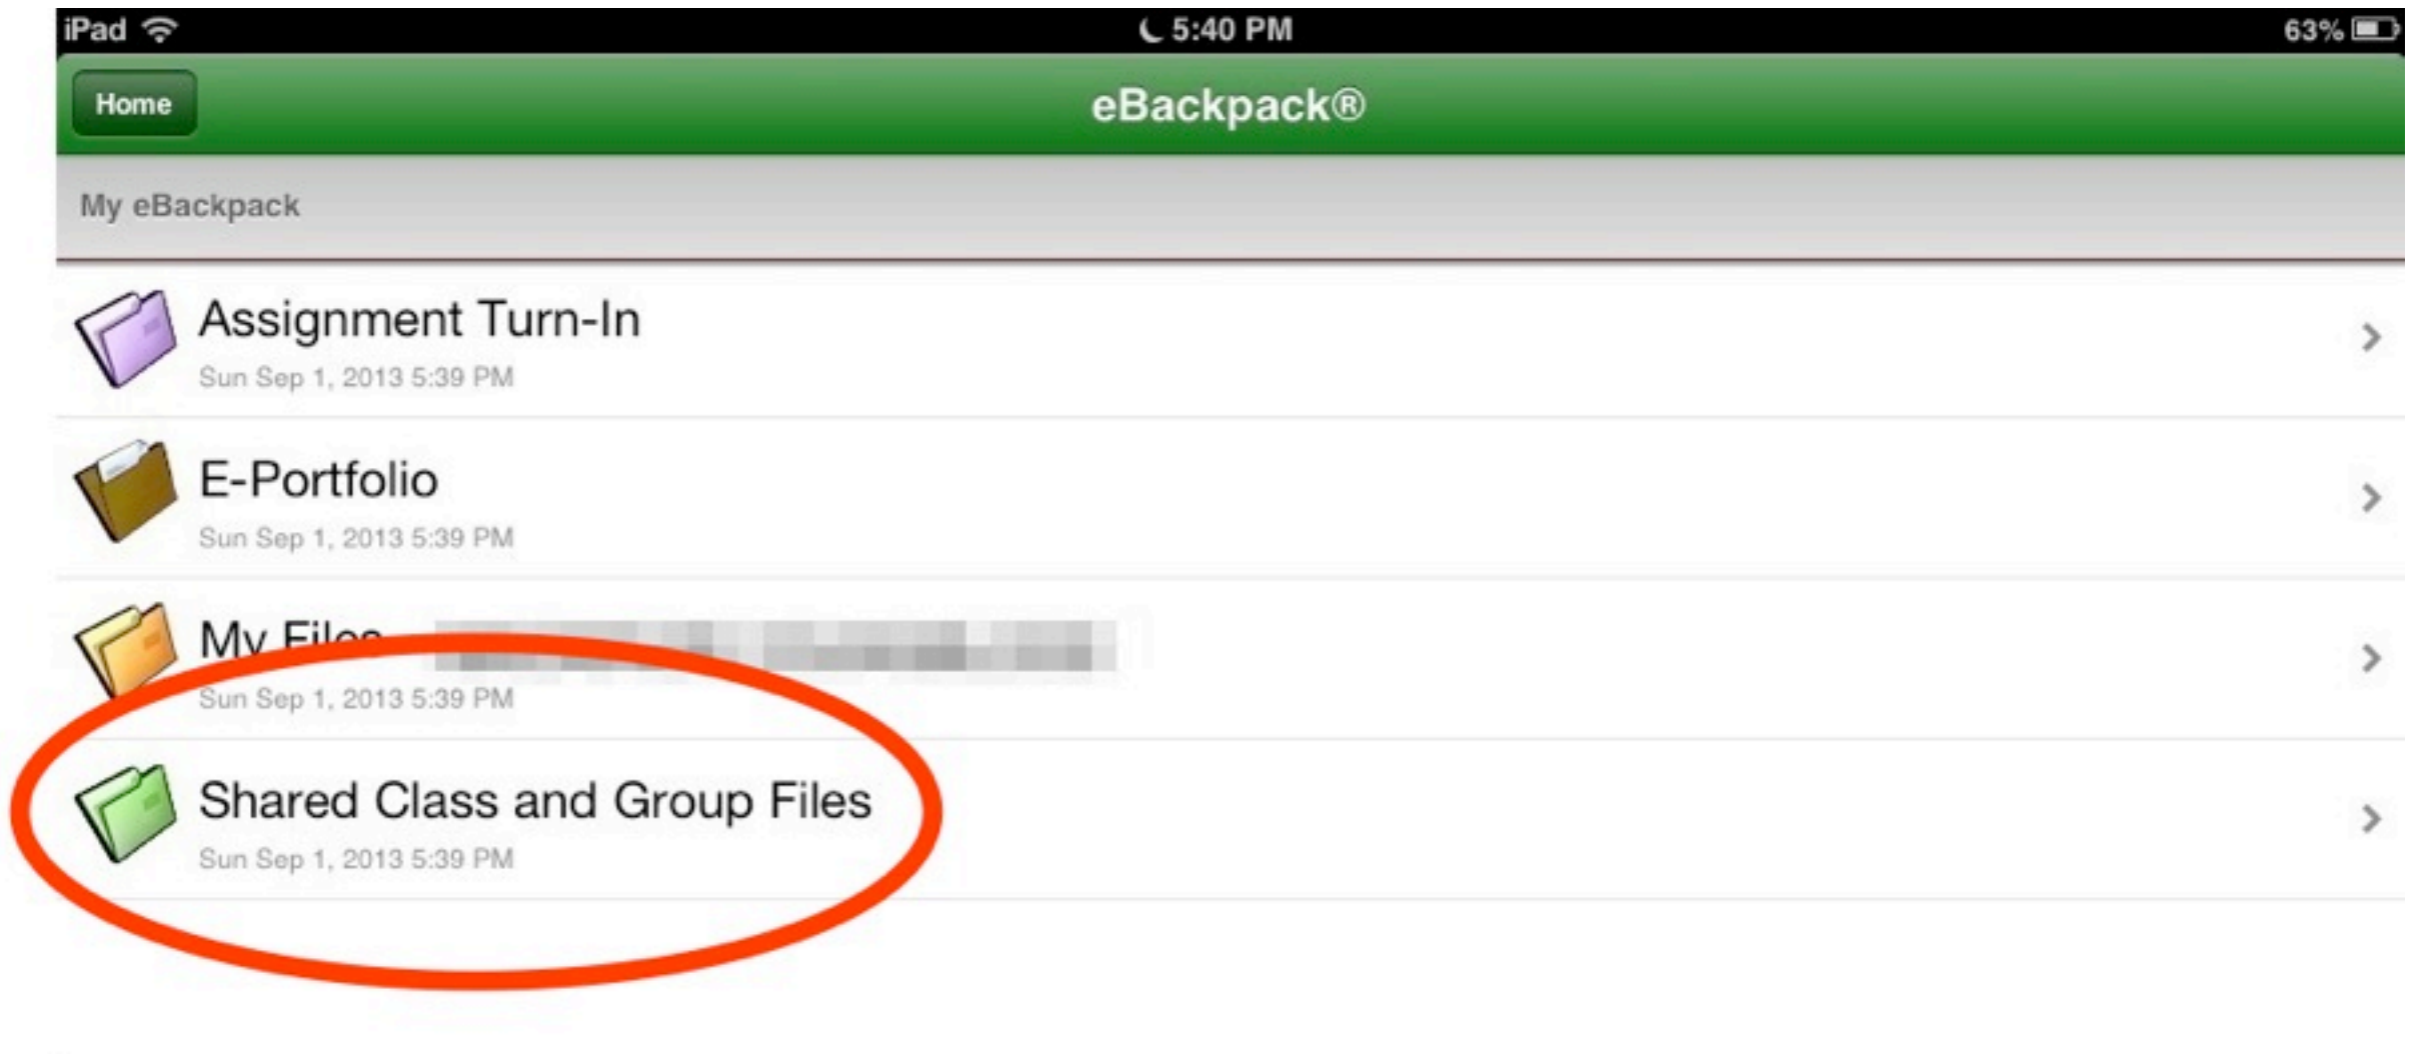 iPad 5:40 PM 63%
Home eBackpack®
My eBackpack
Assignment Turn-In
Sun Sep 1, 2013 5:39 PM
E-Portfolio
Sun Sep 1, 2013 5:39 PM
My Files
Sun Sep 1, 2013 5:39 PM
Shared Class and Group Files
Sun Sep 1, 2013 5:39 PM